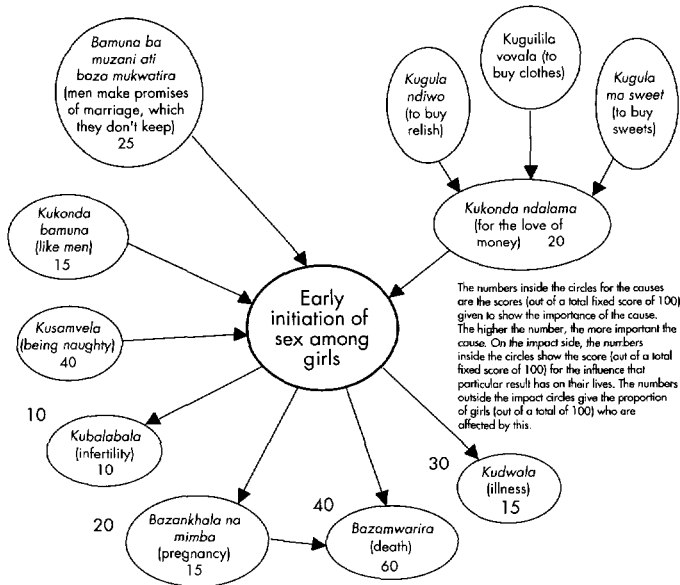 Bamuna ba
muzani ati
baza mukwatira
(men make promises
of marriage, which
they don't keep)
25
Kugula
ndiwo
(to buy
relish)
Kuguilila
vovala (to
buy clothes)
Kugula
ma sweet
(to buy
sweets)
Kukonda ndalama
(for the love of
money) 20
Kukonda
bamuna
(like men)
15
Kusamvela
(being naughty)
40
Early
initiation of
sex among
girls
The numbers inside the circles for the causes
are the scores (out of a total fixed score of 100)
given to show the importance of the cause.
The higher the number, the more important the
cause. On the impact side, the numbers
inside the circles show the score (out of a total
fixed score of 100) for the influence that
particular result has on their lives. The numbers
outside the impact circles give the proportion
of girls (out of a total of 100) who are
affected by this.
10
Kubalabala
(infertility)
10
20
Bazankhala na
mimba
(pregnancy)
15
40
Bazamwarira
(death)
60
30
Kudwala
(illness)
15